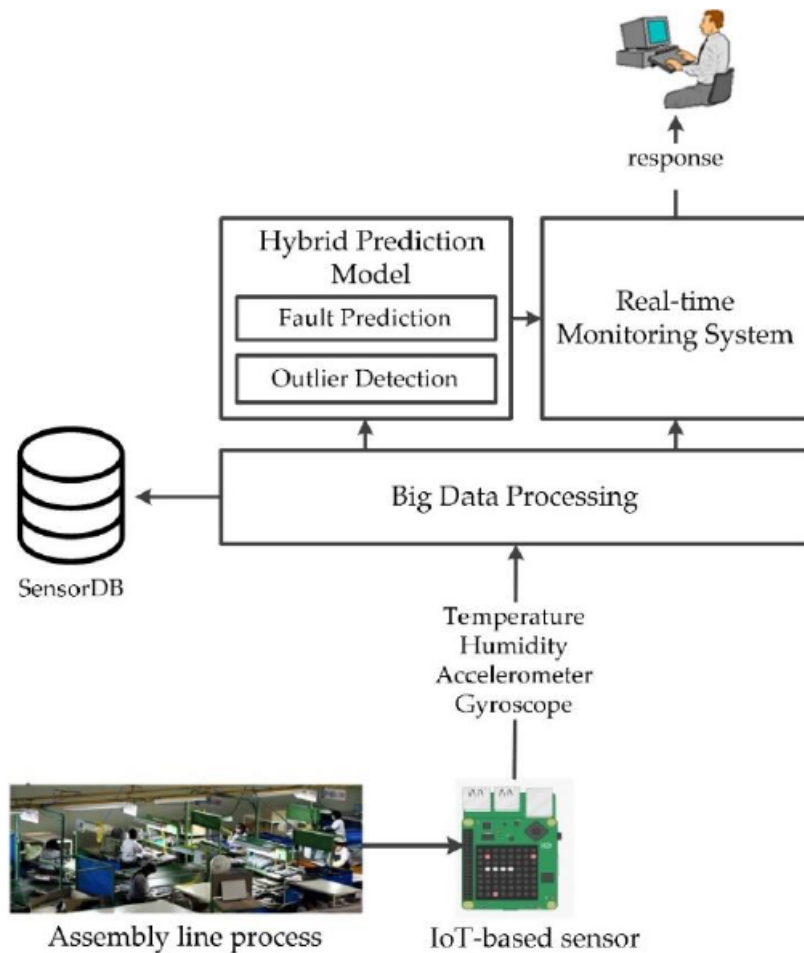 response
Hybrid Prediction
Model
Fault Prediction
Outlier Detection
Real-time
Monitoring System
Big Data Processing
SensorDB
Temperature
Humidity
Accelerometer
Gyroscope
Assembly line process
IoT-based sensor